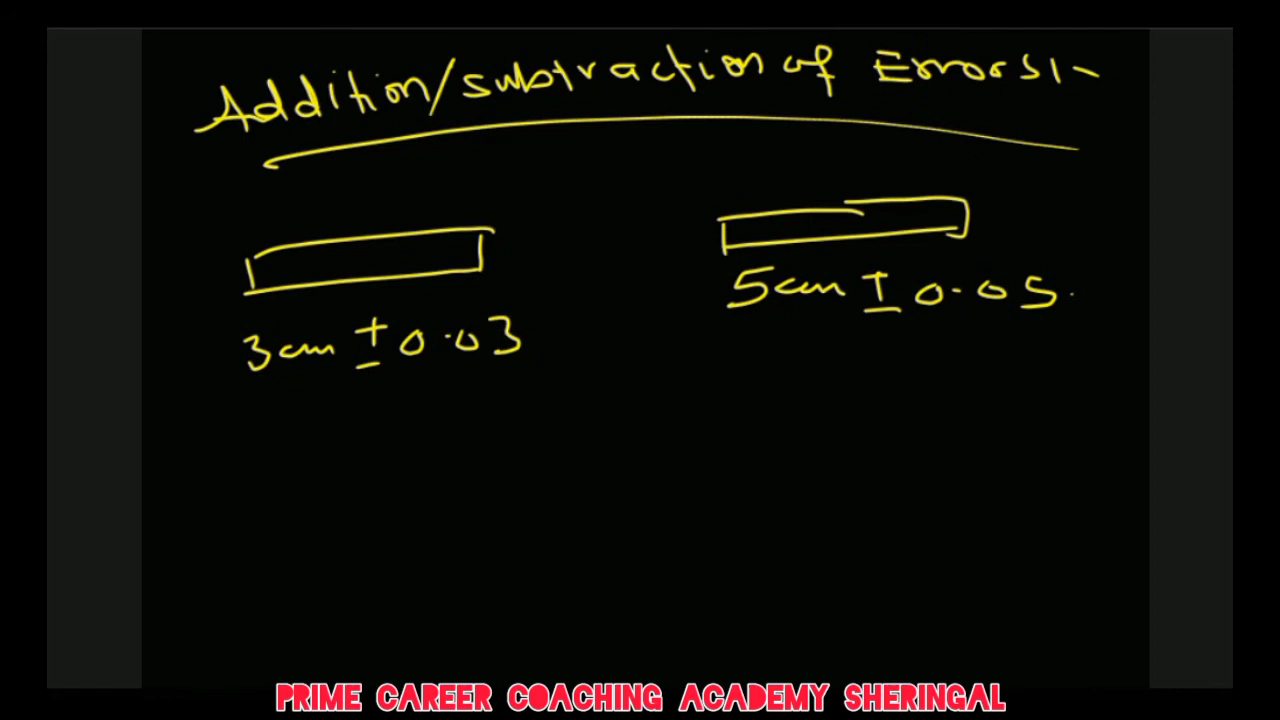 Addition/subtraction of Errors:-
3cm ± 0.03
5cm ± 0.05.
PRIME CAREER COACHING ACADEMY SHERINGAL